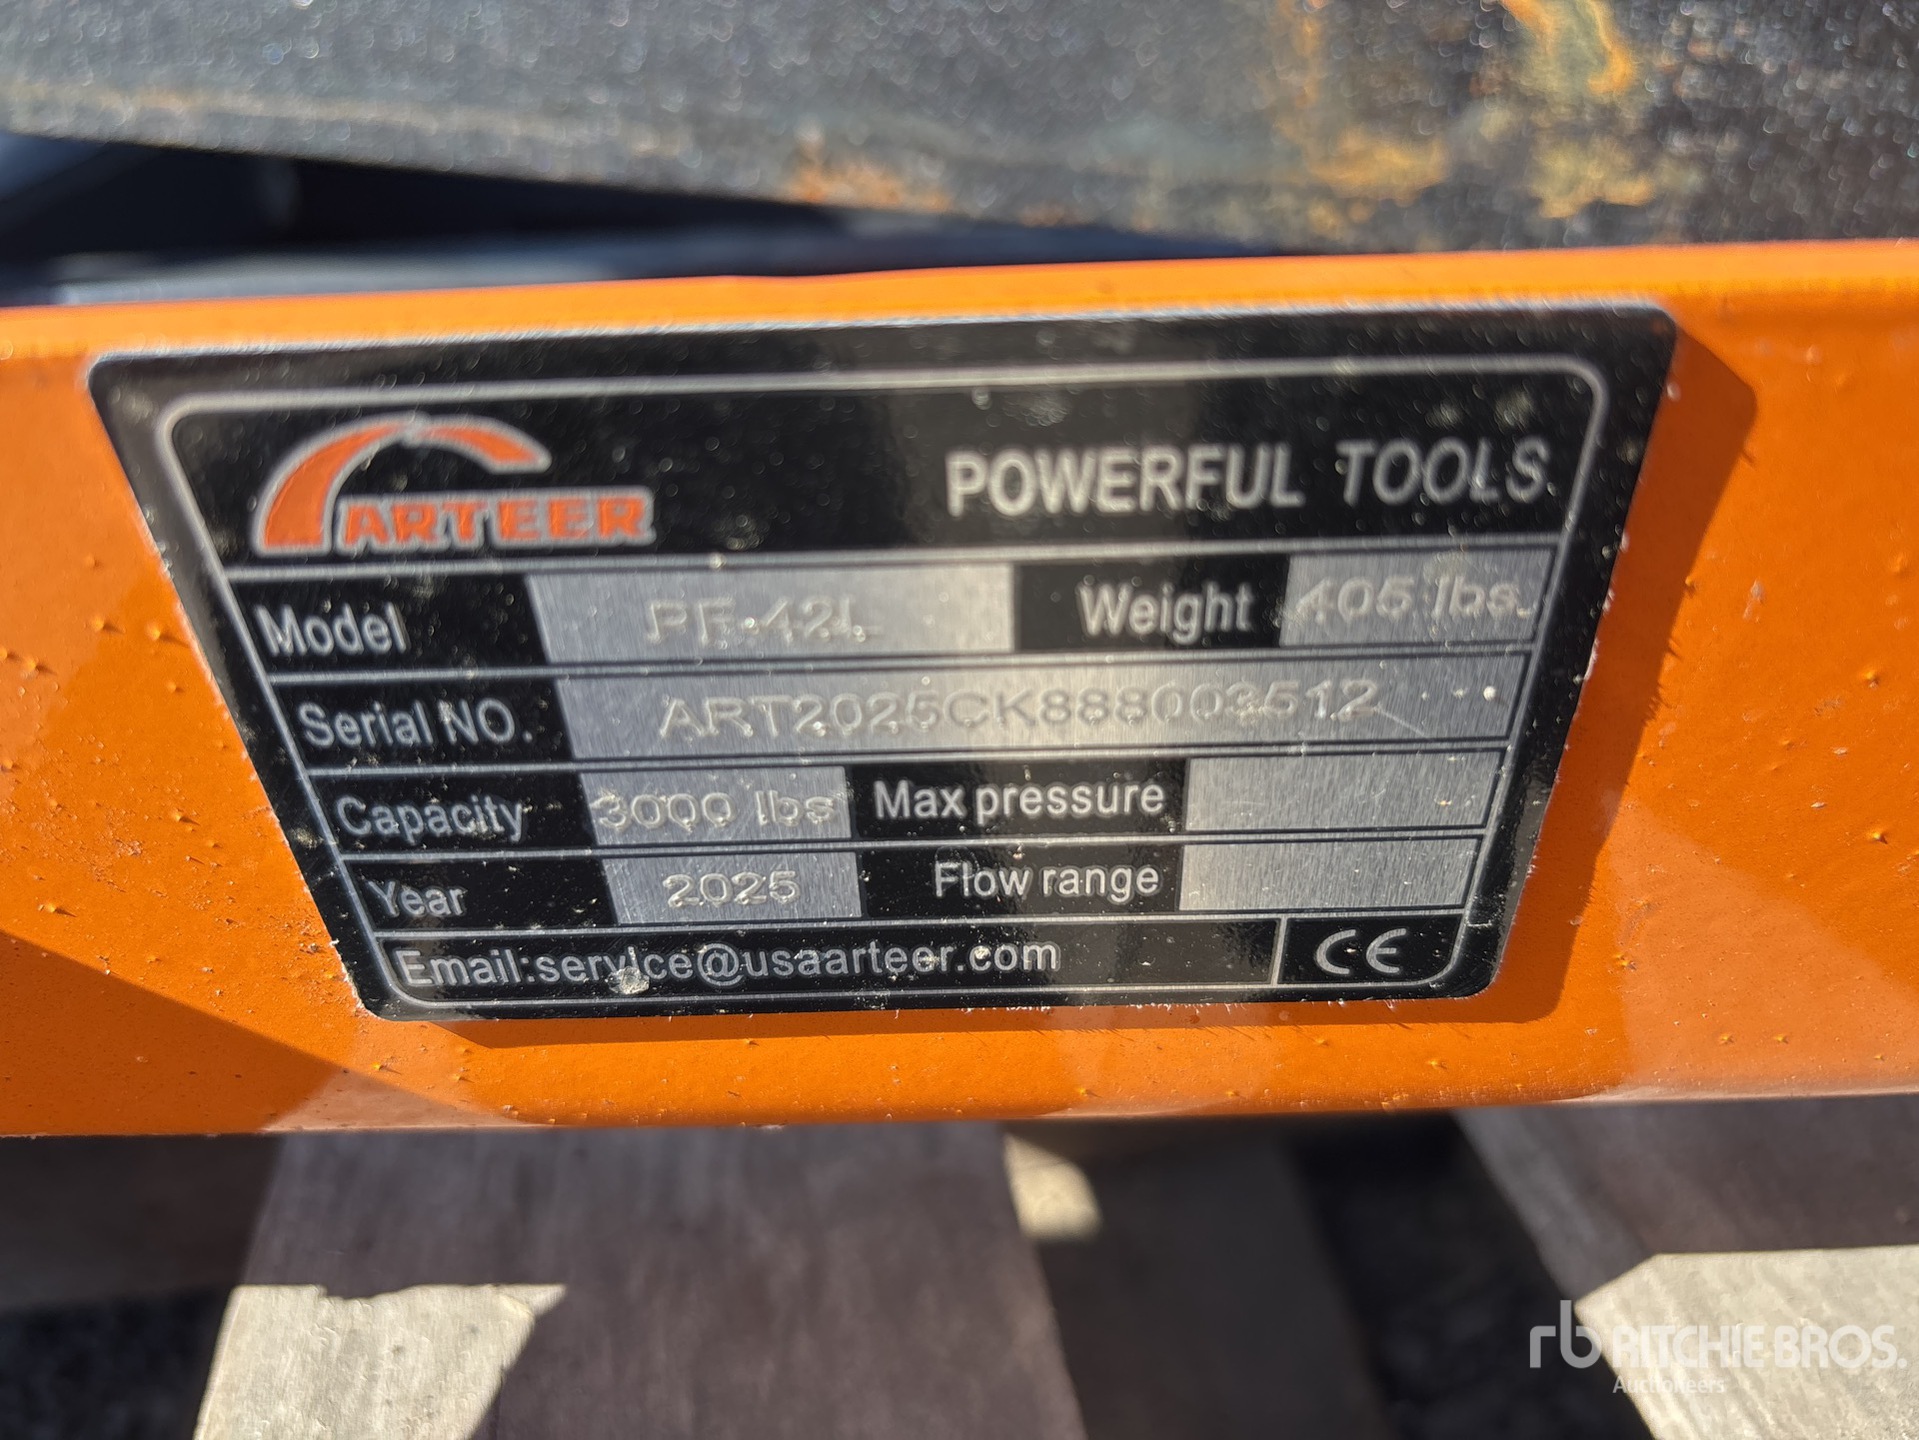 ARTEER
POWERFUL TOOLS
Model PF-42L Weight 405 lbs.
Serial NO. ART2025CK888003512
Capacity 3000 lbs Max pressure
Year 2025 Flow range
Email:service@usaarteer.com CE
rb RITCHIE BROS.
Auctioneers